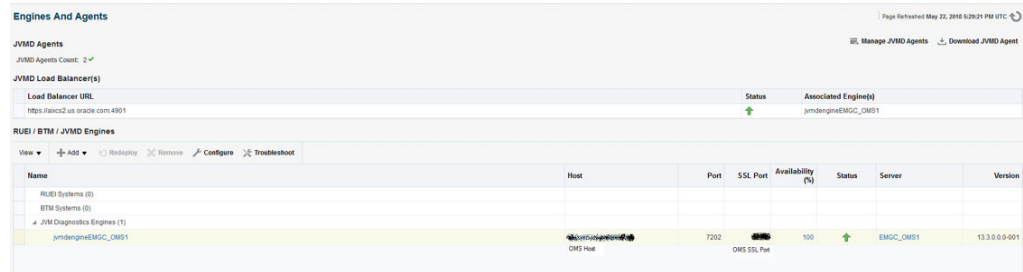 Engines And Agents
Page Refreshed May 22, 2018 5:29:21 PM UTC
JVMD Agents
Manage JVMD Agents Download JVMD Agent
JVMD Agents Count: 2
JVMD Load Balancer(s)
Load Balancer URL Status Associated Engine(s)
https://aixcs2.us.oracle.com:4901 jvmdengineEMGC_OMS1
RUEI / BTM / JVMD Engines
View Add Redeploy Remove Configure Troubleshoot
Name Host Port SSL Port Availability (%) Status Server Version
RUEI Systems (0)
BTM Systems (0)
JVM Diagnostics Engines (1)
jvmdengineEMGC_OMS1 7202 100 EMGC_OMS1 13.3.0.0.0-001
OMS Host OMS SSL Port